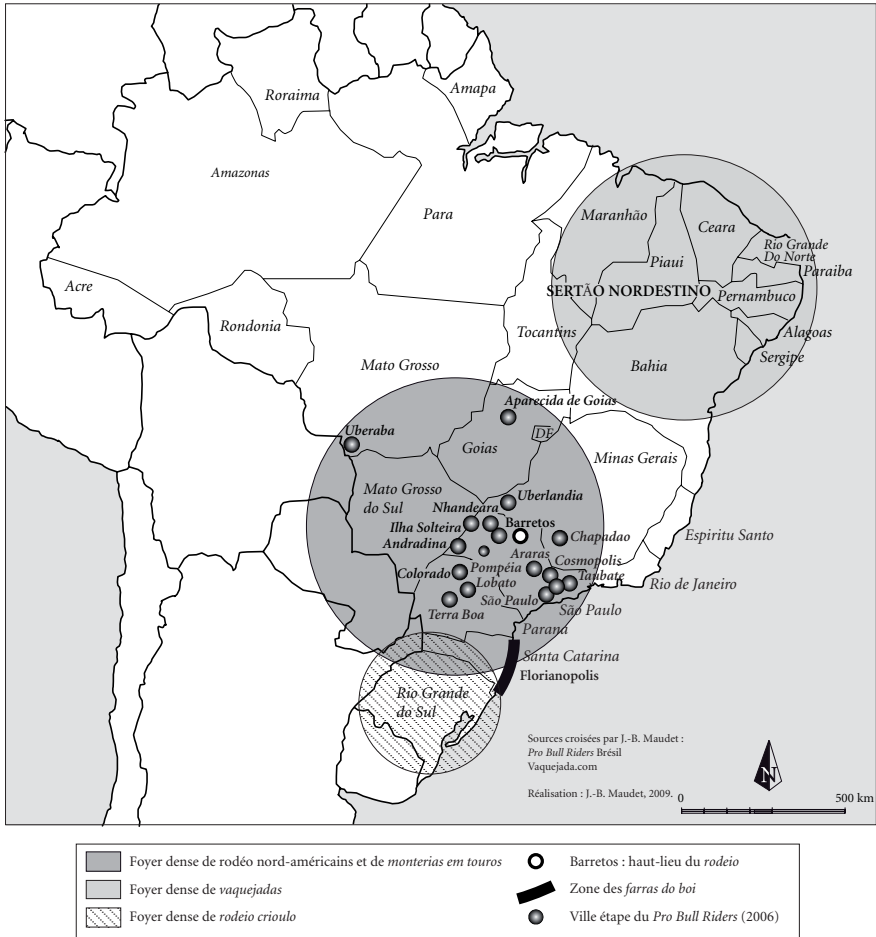 Roraima
Amapa
Amazonas
Para
Maranhão
Ceara
Rio Grande
Do Norte
Piaui
Paraiba
Acre
SERTÃO NORDESTINO
Pernambuco
Rondonia
Tocantins
Alagoas
Sergipe
Mato Grosso
Bahia
Aparecida de Goias
Uberaba
DF
Goias
Minas Gerais
Mato Grosso
do Sul
Uberlandia
Nhandeara
Ilha Solteira
Barretos
Andradina
Chapadao
Espiritu Santo
Araras
Cosmopolis
Colorado
Pompéia
Taubate
Lobato
Rio de Janeiro
São Paulo
São Paulo
Terra Boa
Paraná
Santa Catarina
Florianopolis
Rio Grande
do Sul
Sources croisées par J.-B. Maudet :
Pro Bull Riders Brésil
Vaquejada.com
Réalisation : J.-B. Maudet, 2009.
N
0 500 km
Foyer dense de rodéo nord-américains et de monterias em touros
Foyer dense de vaquejadas
Foyer dense de rodeio crioulo
Barretos : haut-lieu du rodeio
Zone des farras do boi
Ville étape du Pro Bull Riders (2006)